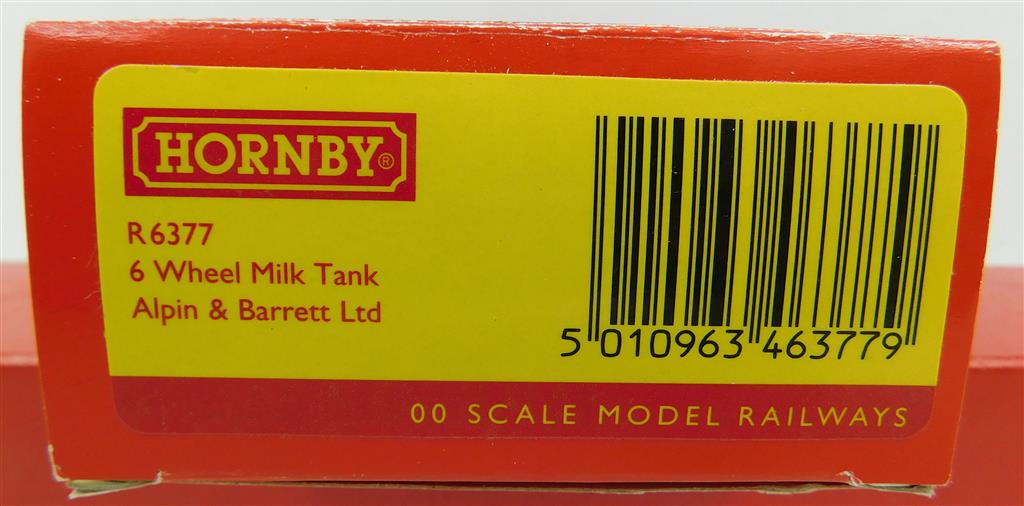 HORNBY®
R6377
6 Wheel Milk Tank
Alpin & Barrett Ltd
5 010963 463779
00 SCALE MODEL RAILWAYS